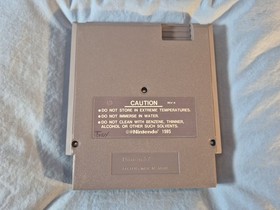 CAUTION
●DO NOT STORE IN EXTREME TEMPERATURES.
●DO NOT IMMERSE IN WATER.
●DO NOT CLEAN WITH BENZENE, THINNER,
ALCOHOL OR OTHER SUCH SOLVENTS.
©Nintendo 1985